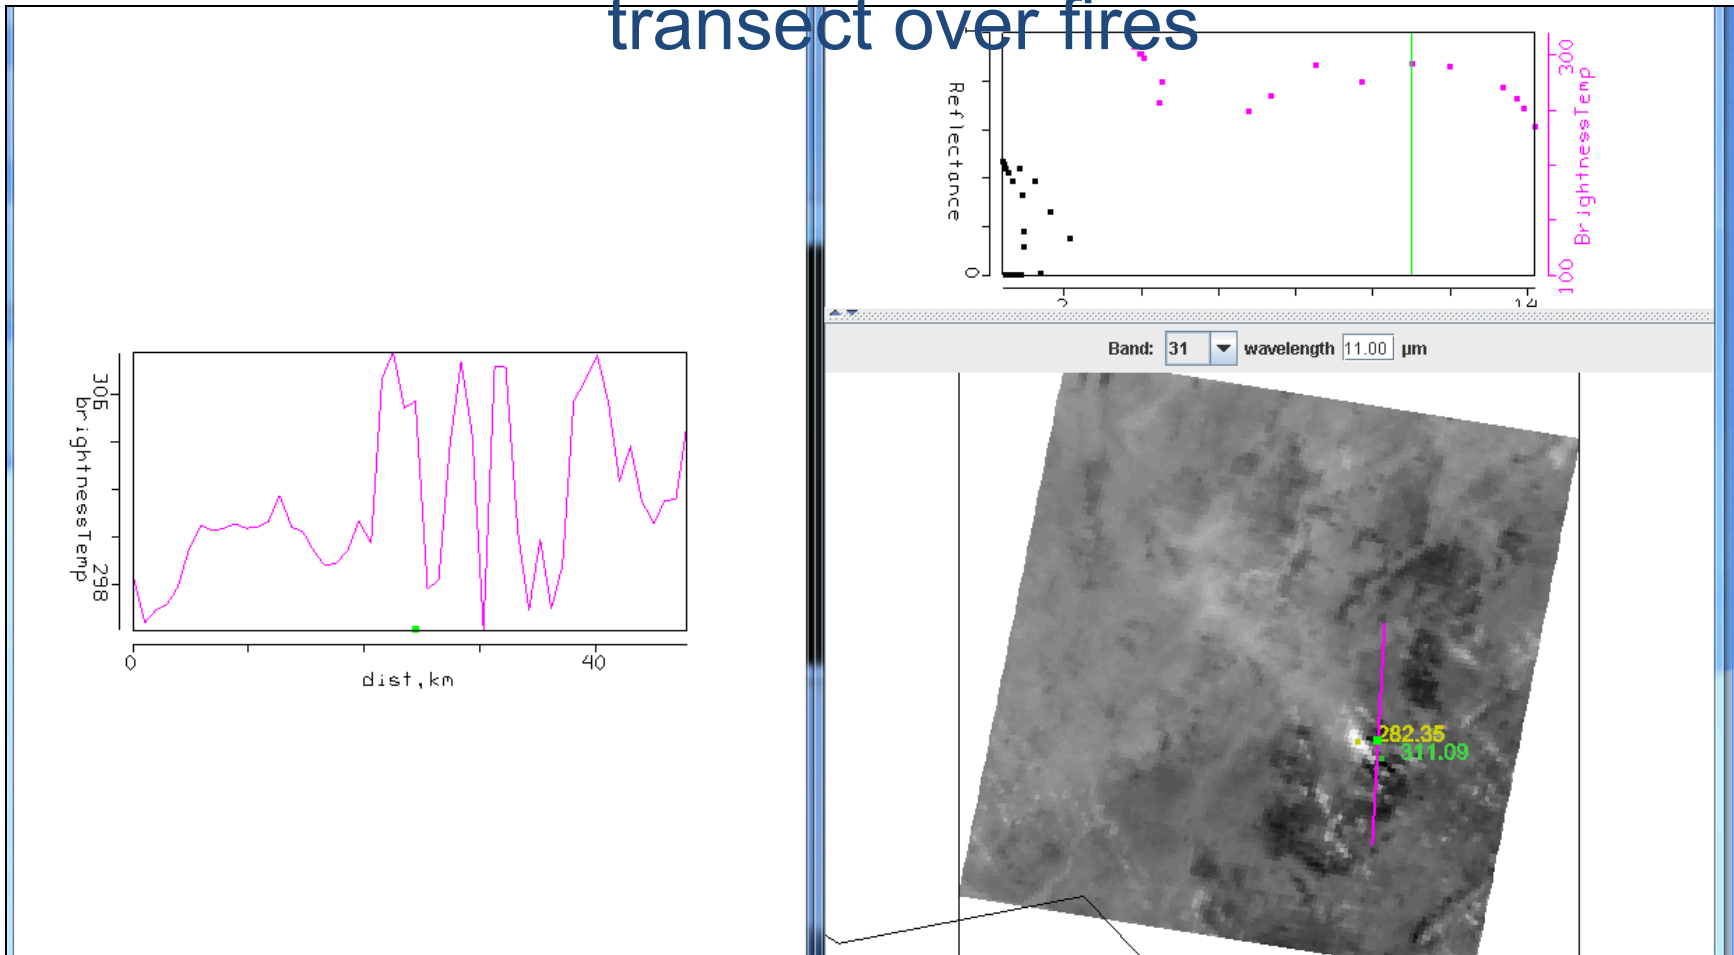 transect over fires
Reflectance
0
300
BrightnessTemp
100
2
14
Band: 31 wavelength 11.00 µm
306
brightnessTemp
298
0
40
dist,km
282.35
311.09